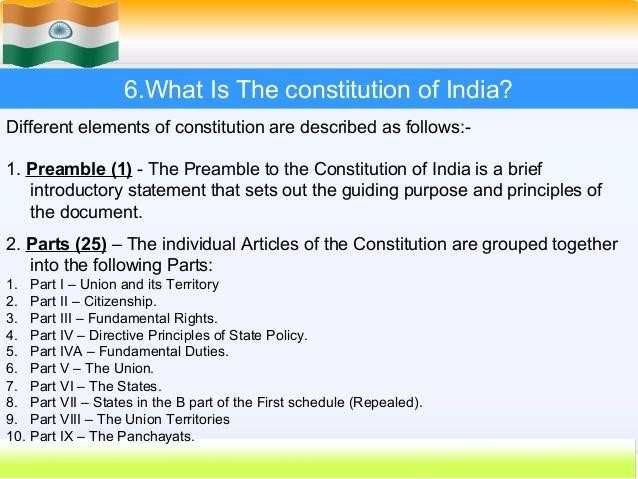 6.What Is The constitution of India?
Different elements of constitution are described as follows:-
1. Preamble (1) - The Preamble to the Constitution of India is a brief
introductory statement that sets out the guiding purpose and principles of
the document.
2. Parts (25) – The individual Articles of the Constitution are grouped together
into the following Parts:
1. Part I – Union and its Territory
2. Part II – Citizenship.
3. Part III – Fundamental Rights.
4. Part IV – Directive Principles of State Policy.
5. Part IVA – Fundamental Duties.
6. Part V – The Union.
7. Part VI – The States.
8. Part VII – States in the B part of the First schedule (Repealed).
9. Part VIII – The Union Territories
10. Part IX – The Panchayats.